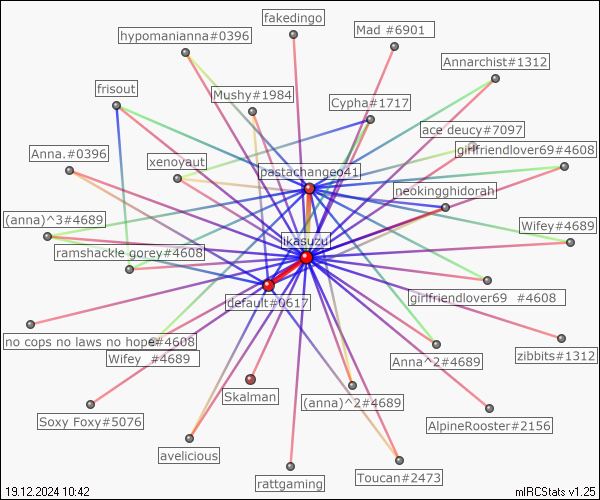 fakedingo
Mad #6901
hypomanianna#0396
Annarchist#1312
frisout
Mushy#1984
Cypha#1717
ace deucy#7097
girlfriendlover69#4608
Anna.#0396
xenoyaut
pastachangeo41
neokingghidorah
(anna)^3#4689
Wifey#4689
ikasuzu
ramshackle gorey#4608
default#0617
girlfriendlover69 #4608
no cops no laws no hope#4608
Wifey #4689
Anna^2#4689
zibbits#1312
Skalman
(anna)^2#4689
Soxy Foxy#5076
AlpineRooster#2156
avelicious
rattgaming
Toucan#2473
19.12.2024 10:42
mIRCStats v1.25